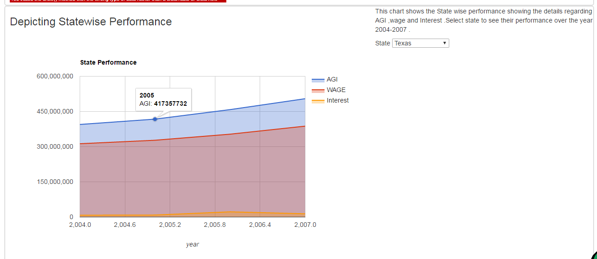 Depicting Statewise Performance
This chart shows the State wise performance showing the details regarding
AGI ,wage and Interest .Select state to see their performance over the year
2004-2007 .
State Texas
State Performance
600,000,000
450,000,000
300,000,000
150,000,000
0
2005
AGI: 417357732
AGI
WAGE
Interest
2,004.0 2,004.6 2,005.2 2,005.8 2,006.4 2,007.0
year